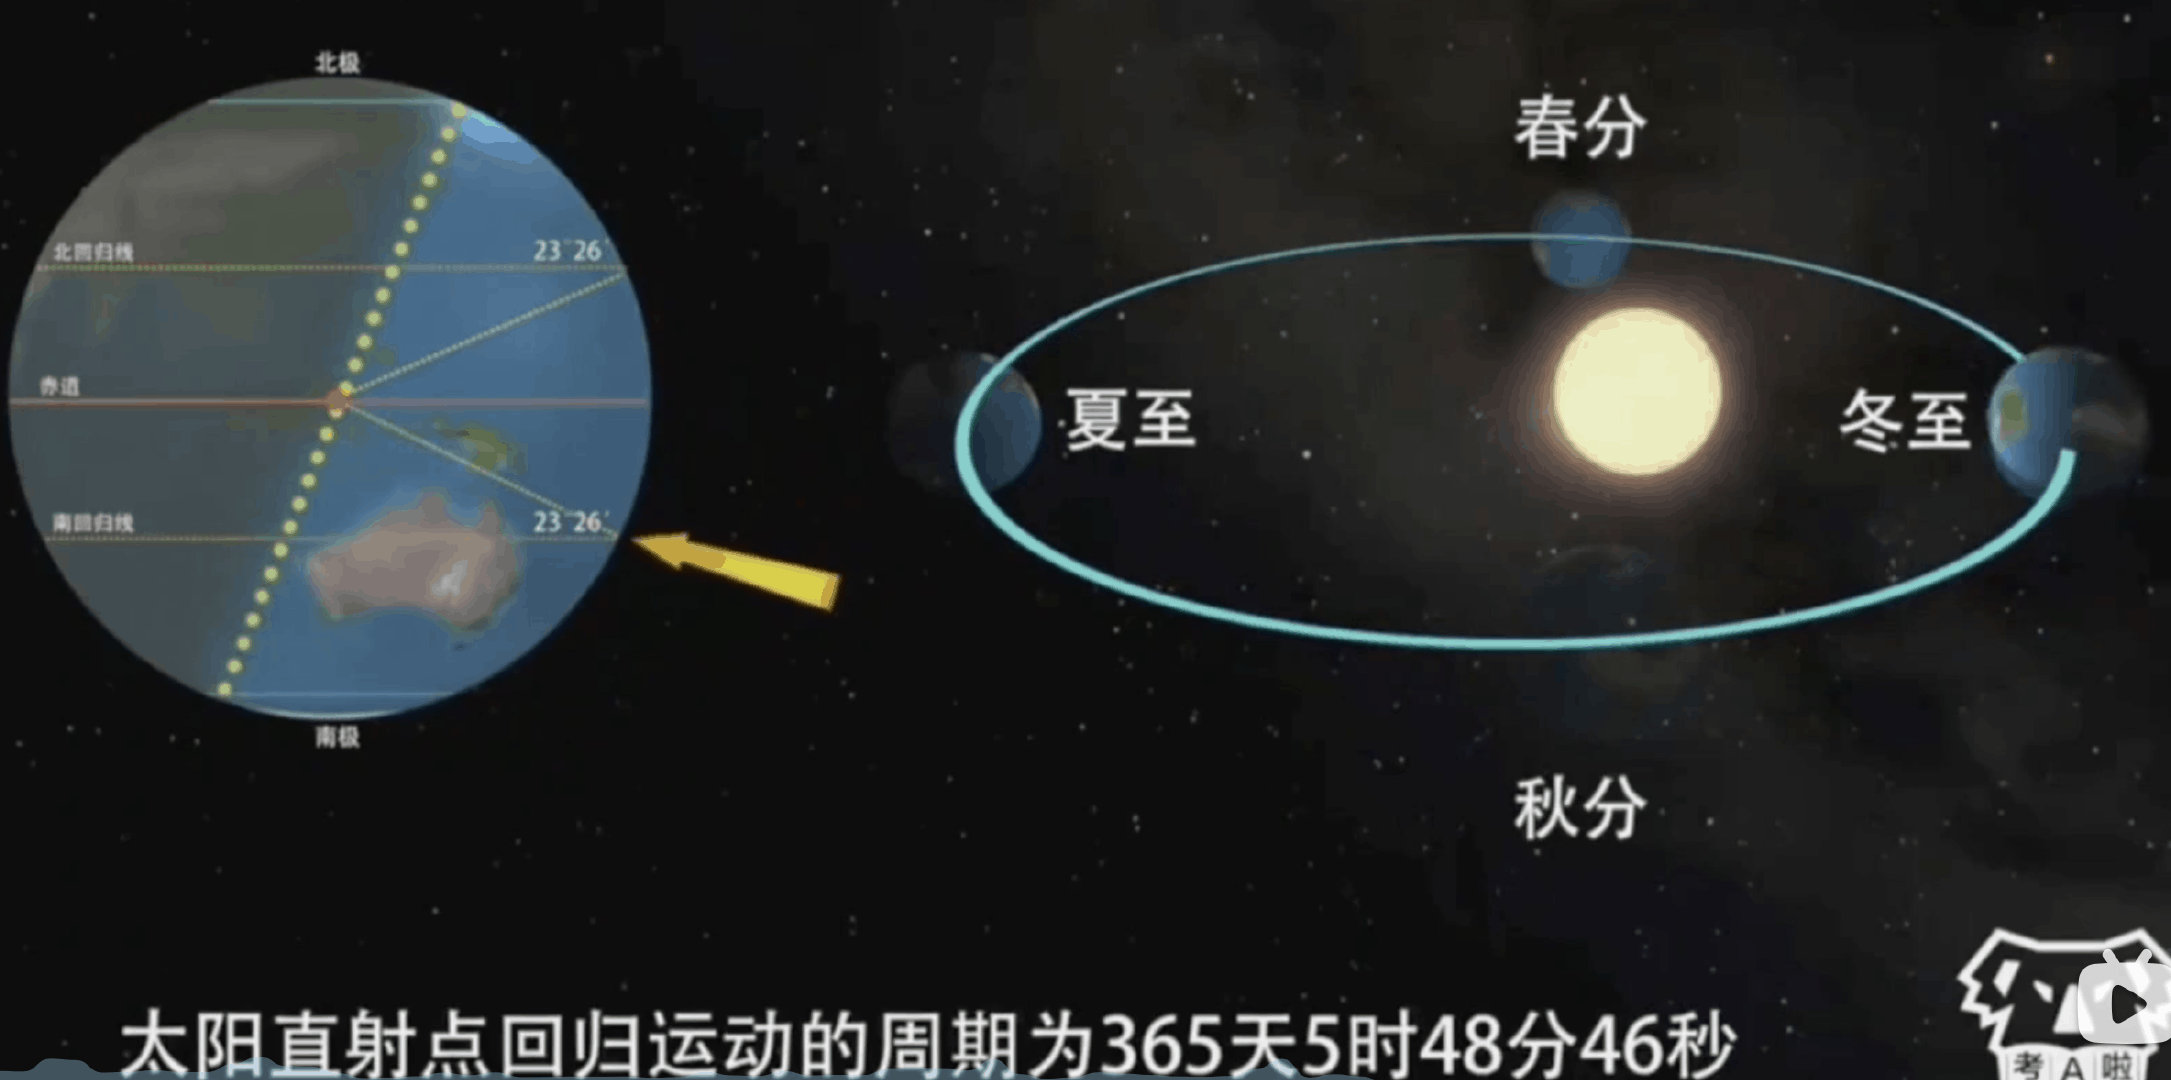 北极
北回归线
23°26′
赤道
南回归线
23°26′
南极
春分
夏至
冬至
秋分
太阳直射点回归运动的周期为365天5时48分46秒
考A啦